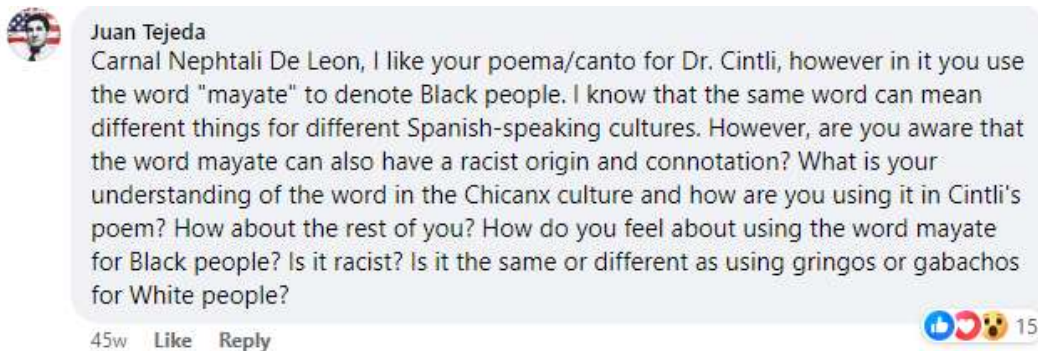 Juan Tejeda
Carnal Nephtali De Leon, I like your poema/canto for Dr. Cintli, however in it you use
the word "mayate" to denote Black people. I know that the same word can mean
different things for different Spanish-speaking cultures. However, are you aware that
the word mayate can also have a racist origin and connotation? What is your
understanding of the word in the Chicanx culture and how are you using it in Cintli's
poem? How about the rest of you? How do you feel about using the word mayate
for Black people? Is it racist? Is it the same or different as using gringos or gabachos
for White people?
15
45w Like Reply